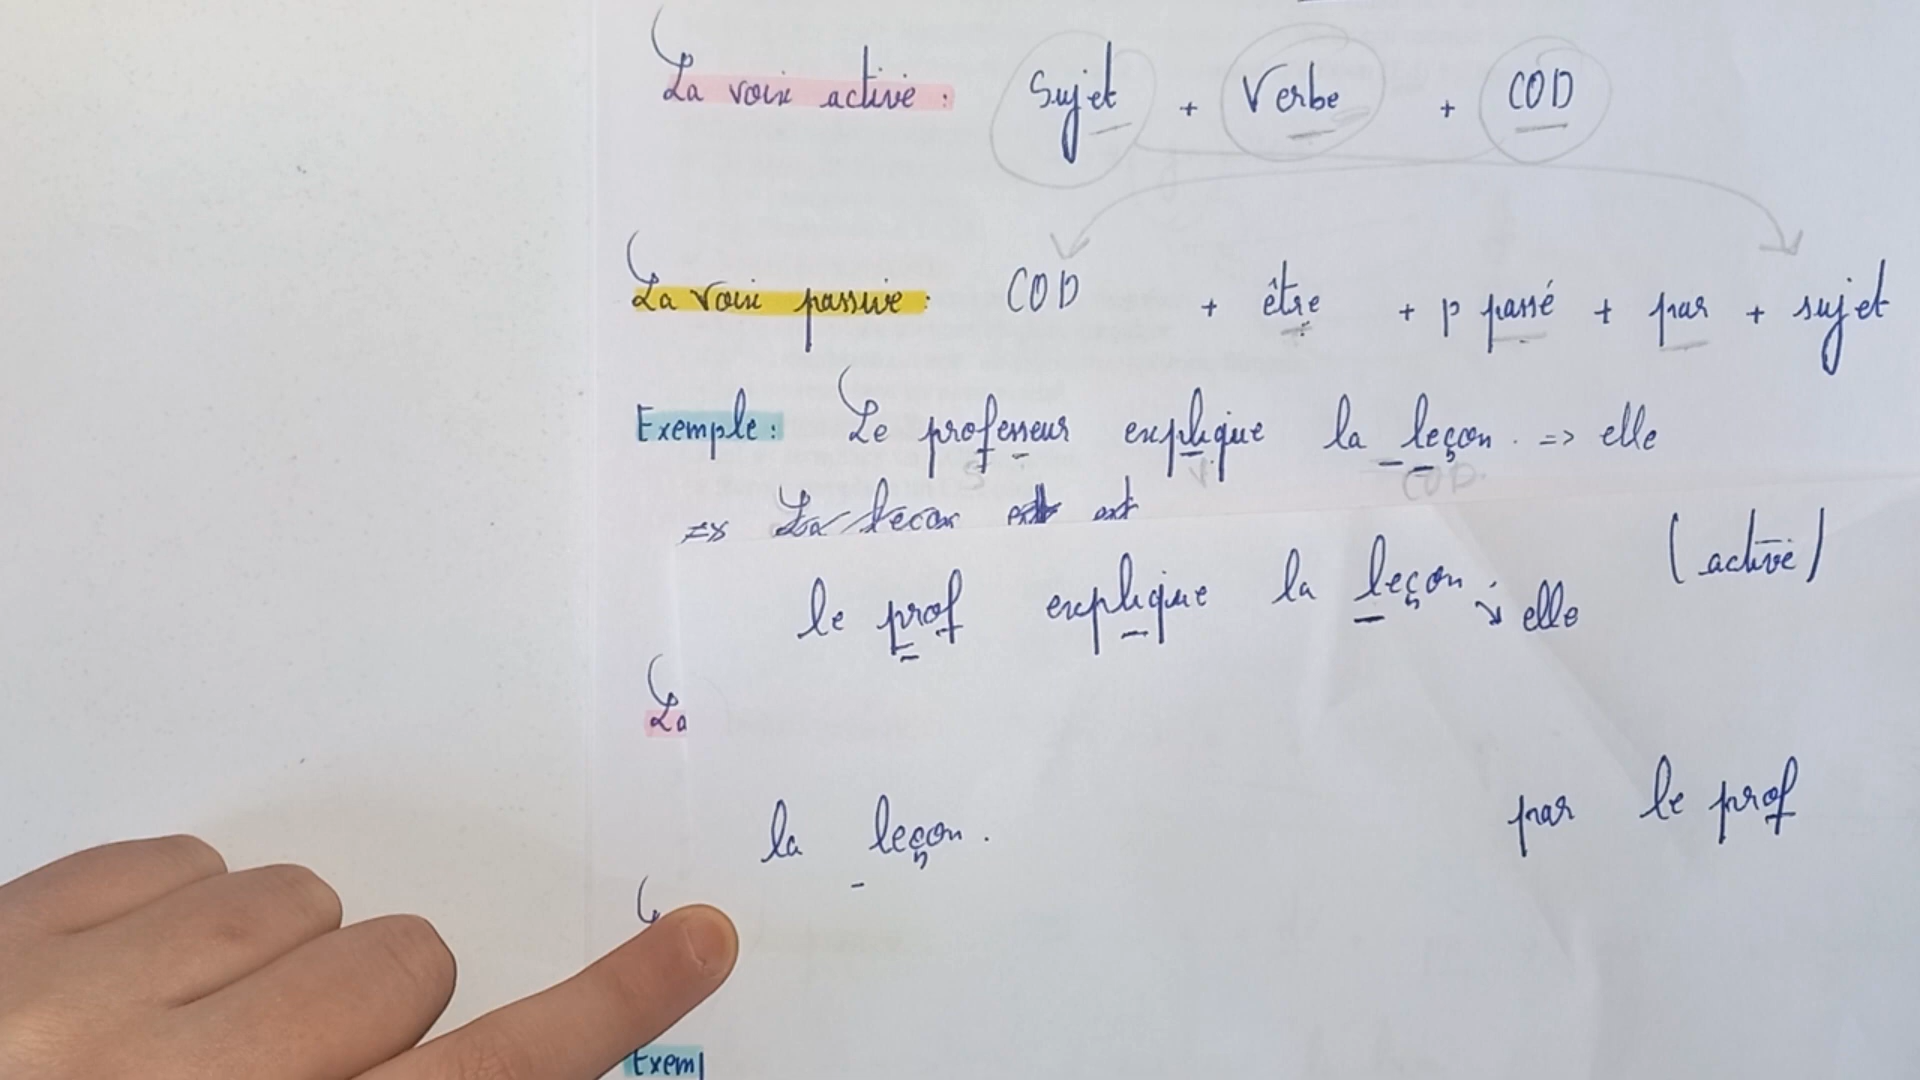 La voix active : Sujet + Verbe + COD
La voix passive : COD + être + p passé + par + sujet
Exemple : Le professeur explique la leçon . => elle
S V COD
=> La leçon est
le prof explique la leçon . ↘ elle (active)
La
la leçon . par le prof
Exem